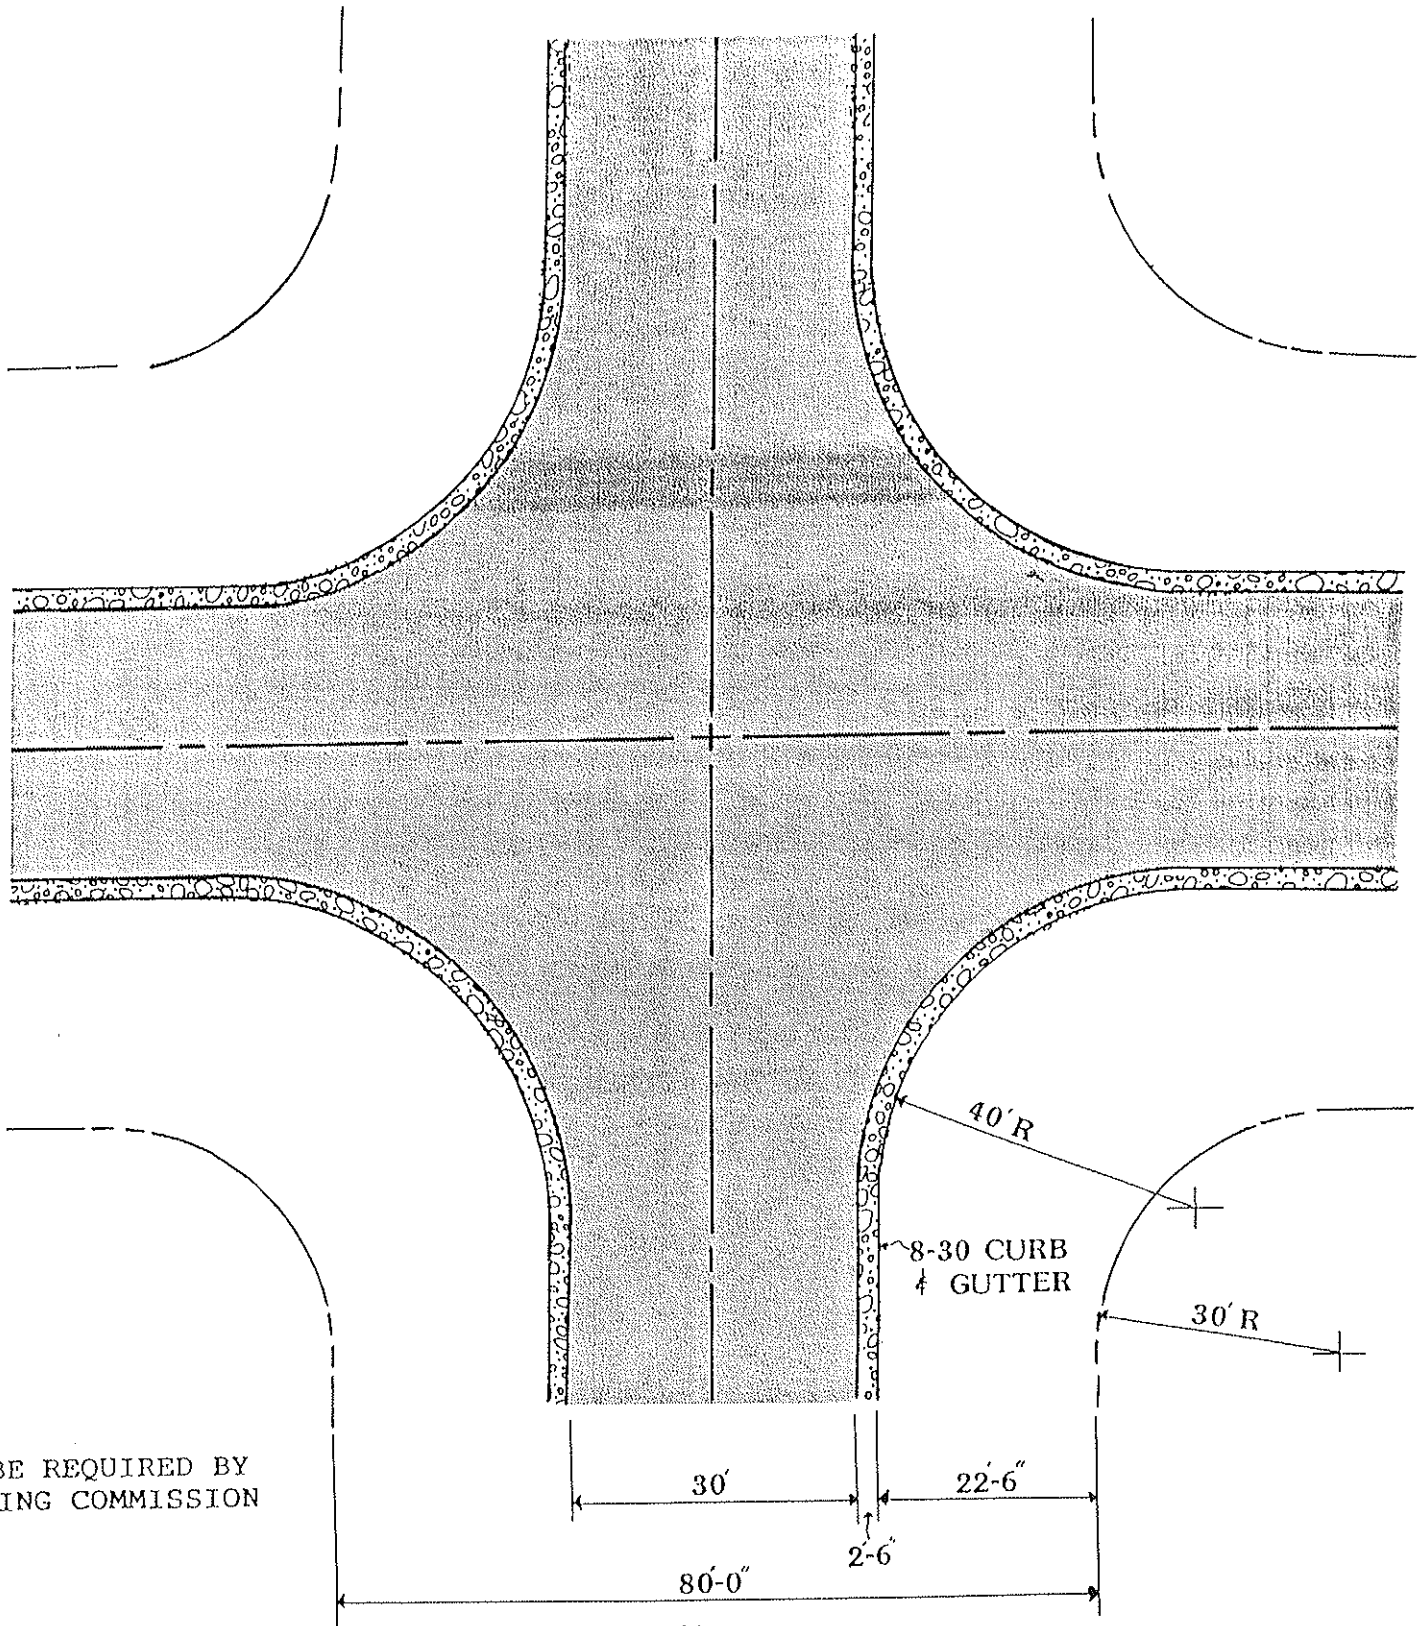 40' R
8-30 CURB
& GUTTER
30' R
BE REQUIRED BY
ING COMMISSION
30'
22'-6"
2'-6"
80'-0"